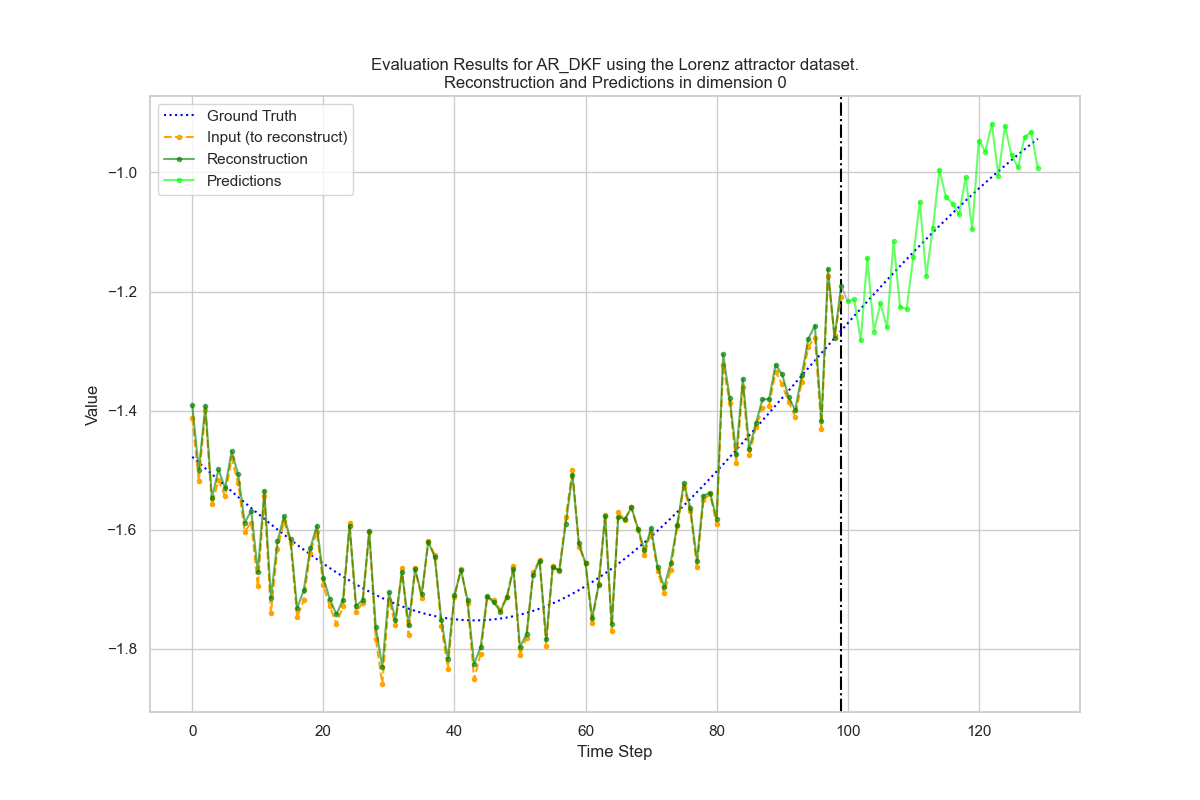 Evaluation Results for AR_DKF using the Lorenz attractor dataset.
Reconstruction and Predictions in dimension 0
Ground Truth
Input (to reconstruct)
Reconstruction
Predictions
−1.0
−1.2
−1.4
−1.6
−1.8
Value
0 20 40 60 80 100 120
Time Step